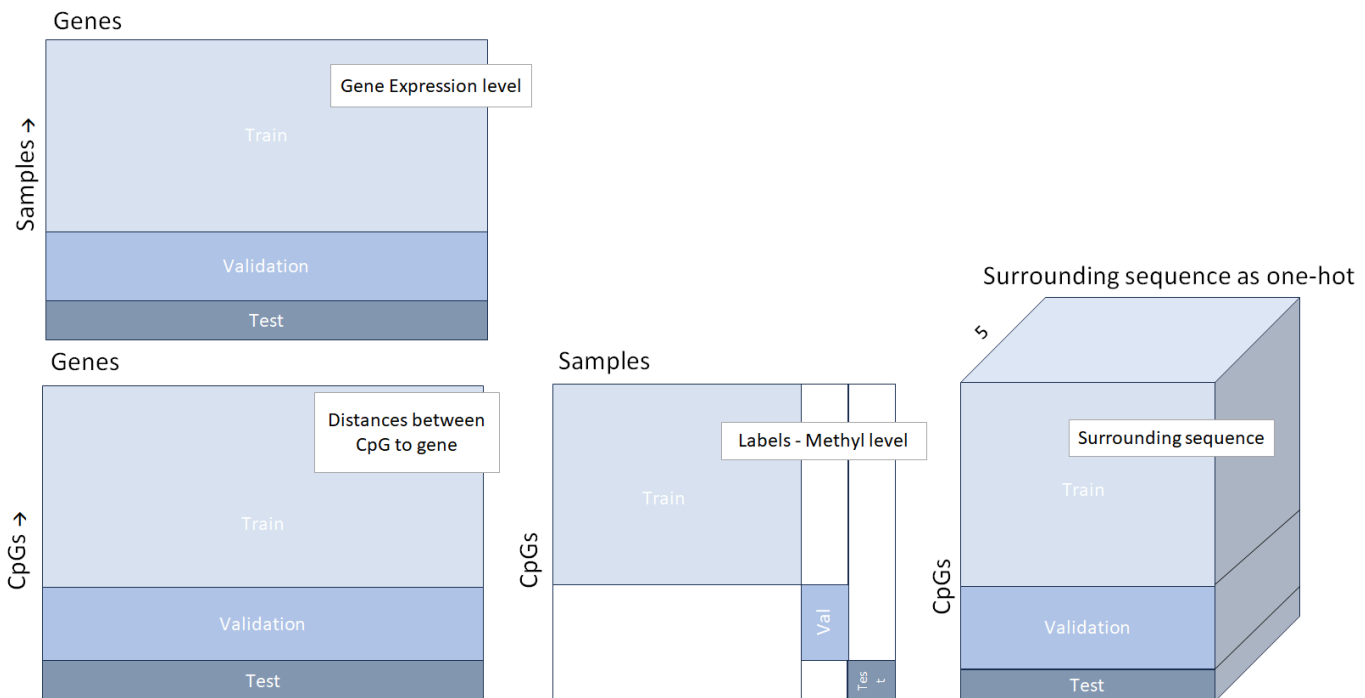 Genes
Gene Expression level
Samples →
Train
Validation
Test
Genes
Distances between
CpG to gene
CpGs →
Train
Validation
Test
Samples
Labels - Methyl level
CpGs
Train
Val
Tes
t
Surrounding sequence as one-hot
5
Surrounding sequence
CpGs
Train
Validation
Test